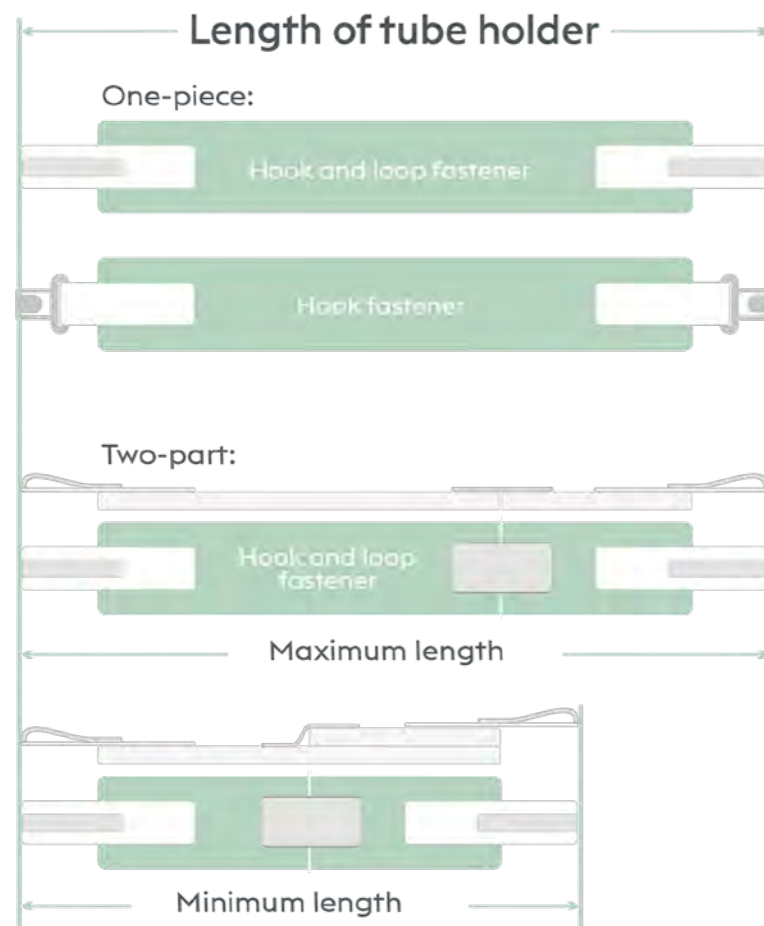 Length of tube holder
One-piece:
Hook and loop fastener
Hook fastener
Two-part:
Hook and loop
fastener
Maximum length
Minimum length